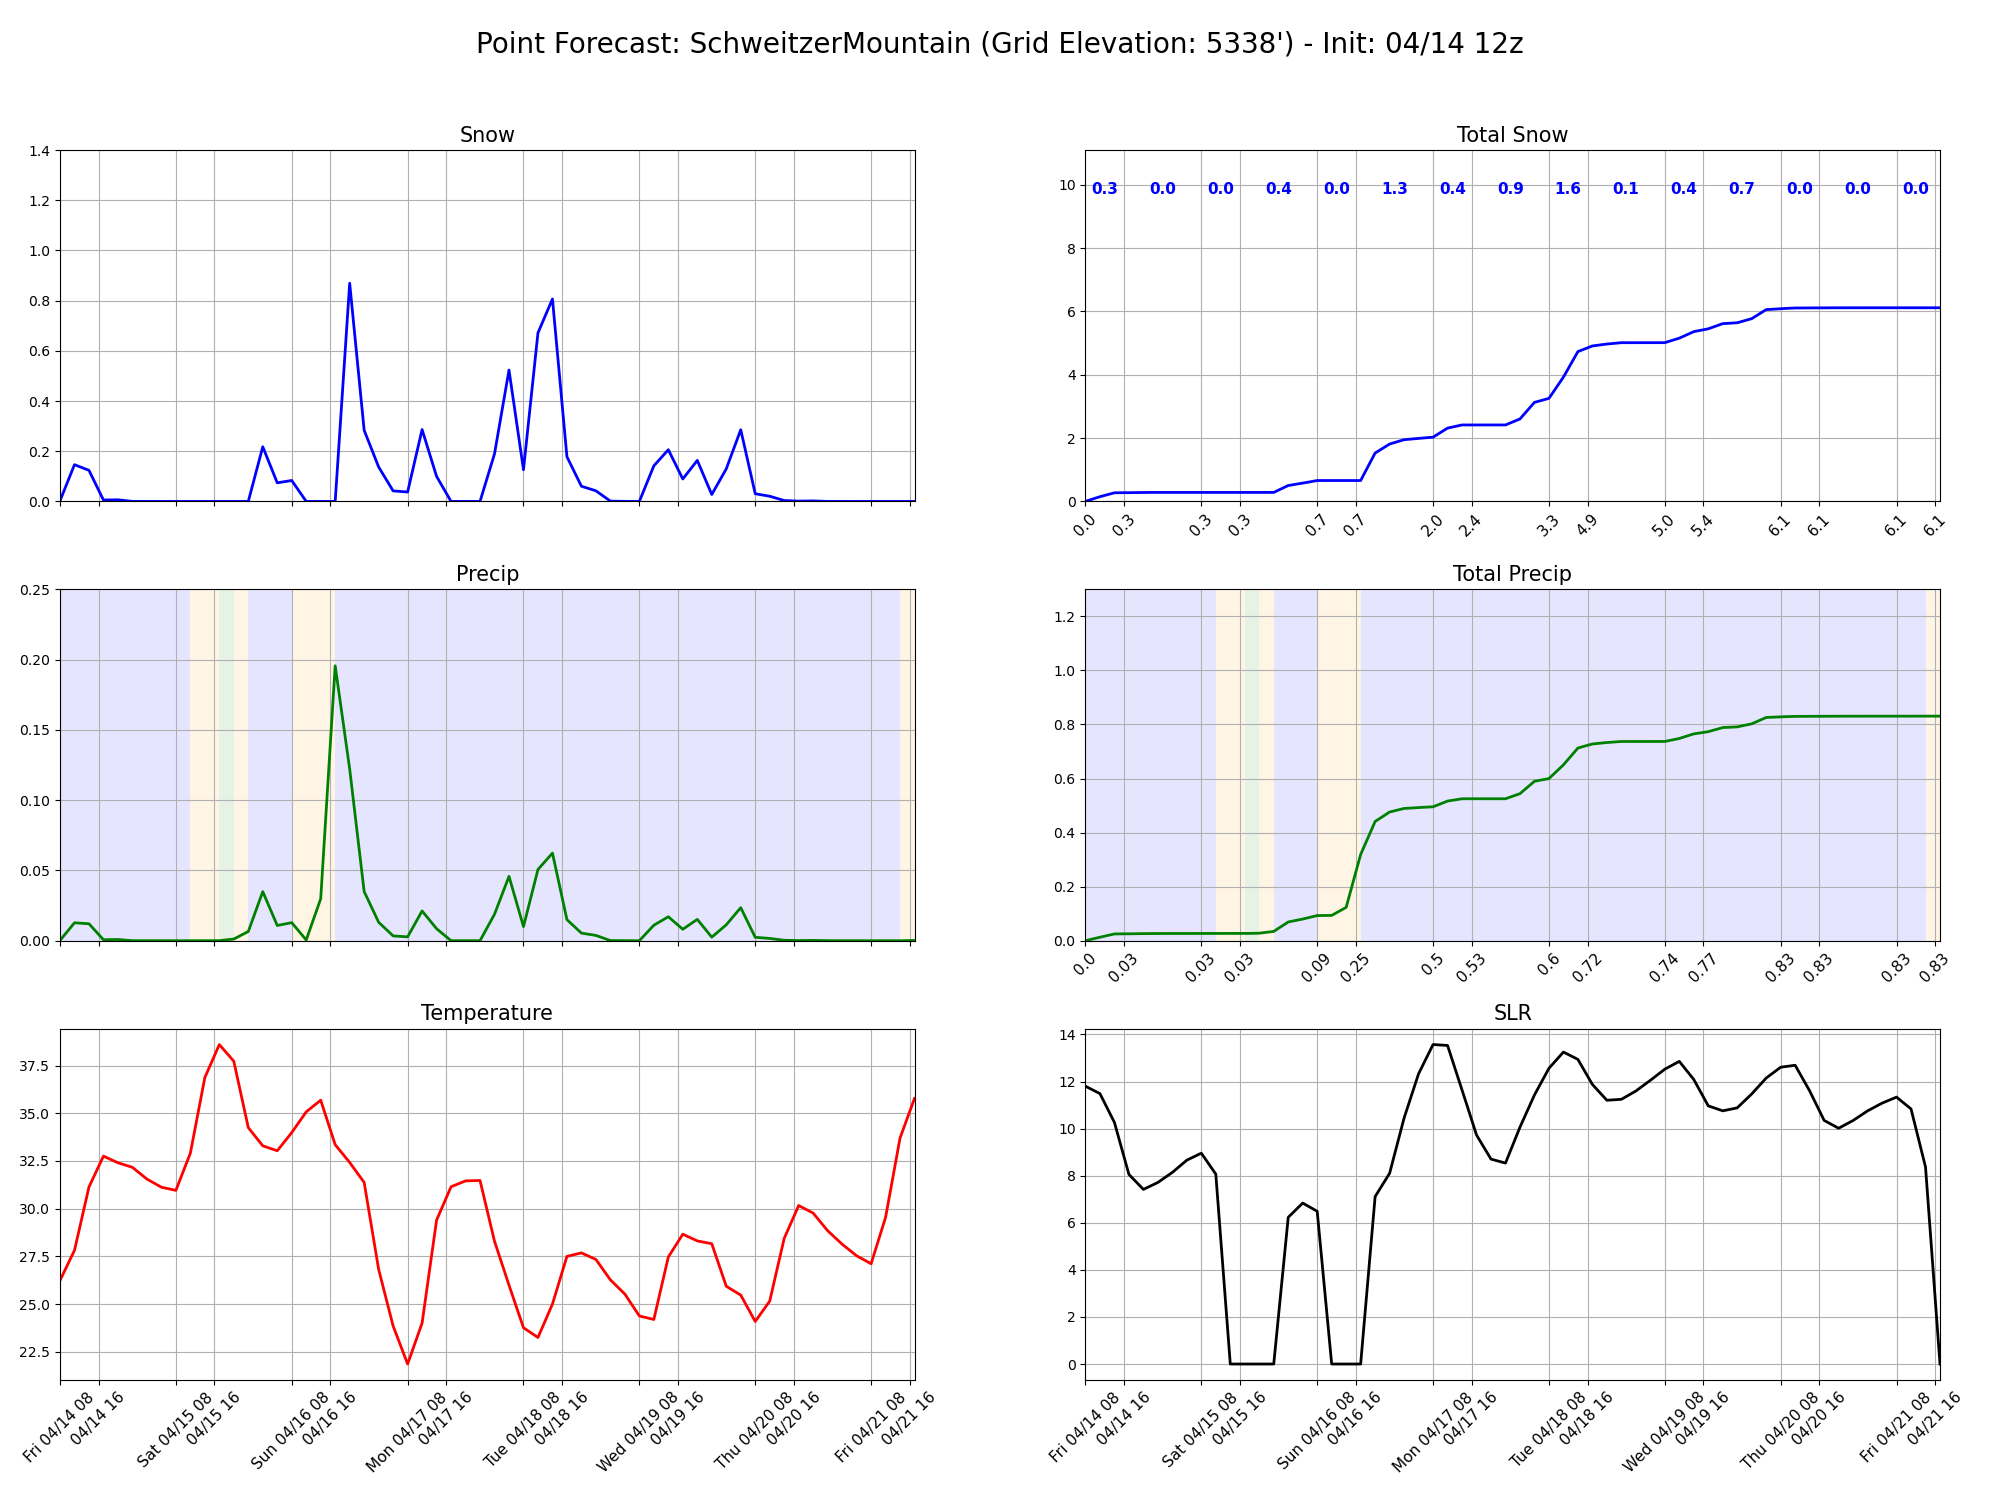 Point Forecast: SchweitzerMountain (Grid Elevation: 5338') - Init: 04/14 12z
Snow
1.4
1.2
1.0
0.8
0.6
0.4
0.2
0.0
Total Snow
10
8
6
4
2
0
0.3 0.0 0.0 0.4 0.0 1.3 0.4 0.9 1.6 0.1 0.4 0.7 0.0 0.0 0.0
0.0 0.3 0.3 0.3 0.7 0.7 2.0 2.4 3.3 4.9 5.0 5.4 6.1 6.1 6.1 6.1
Precip
0.25
0.20
0.15
0.10
0.05
0.00
Total Precip
1.2
1.0
0.8
0.6
0.4
0.2
0.0
0.0 0.03 0.03 0.03 0.09 0.25 0.5 0.53 0.6 0.72 0.74 0.77 0.83 0.83 0.83 0.83
Temperature
37.5
35.0
32.5
30.0
27.5
25.0
22.5
Fri 04/14 08
04/14 16
Sat 04/15 08
04/15 16
Sun 04/16 08
04/16 16
Mon 04/17 08
04/17 16
Tue 04/18 08
04/18 16
Wed 04/19 08
04/19 16
Thu 04/20 08
04/20 16
Fri 04/21 08
04/21 16
SLR
14
12
10
8
6
4
2
0
Fri 04/14 08
04/14 16
Sat 04/15 08
04/15 16
Sun 04/16 08
04/16 16
Mon 04/17 08
04/17 16
Tue 04/18 08
04/18 16
Wed 04/19 08
04/19 16
Thu 04/20 08
04/20 16
Fri 04/21 08
04/21 16